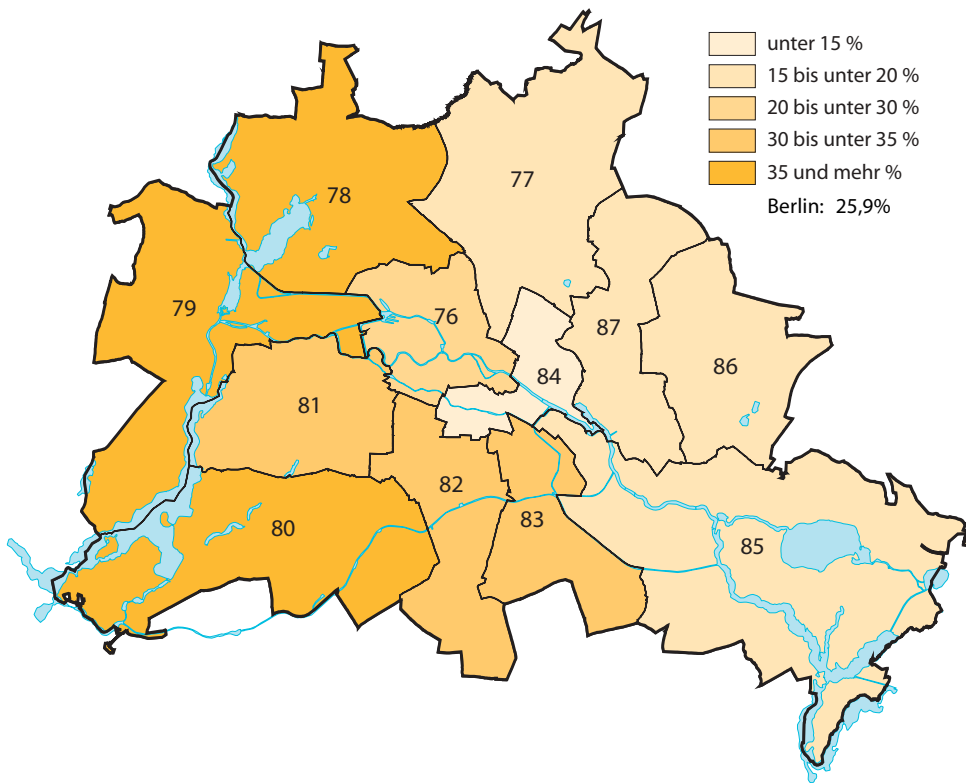 unter 15 %
15 bis unter 20 %
20 bis unter 30 %
30 bis unter 35 %
35 und mehr %
Berlin: 25,9%
77
78
79
76
87
86
84
81
82
80
83
85